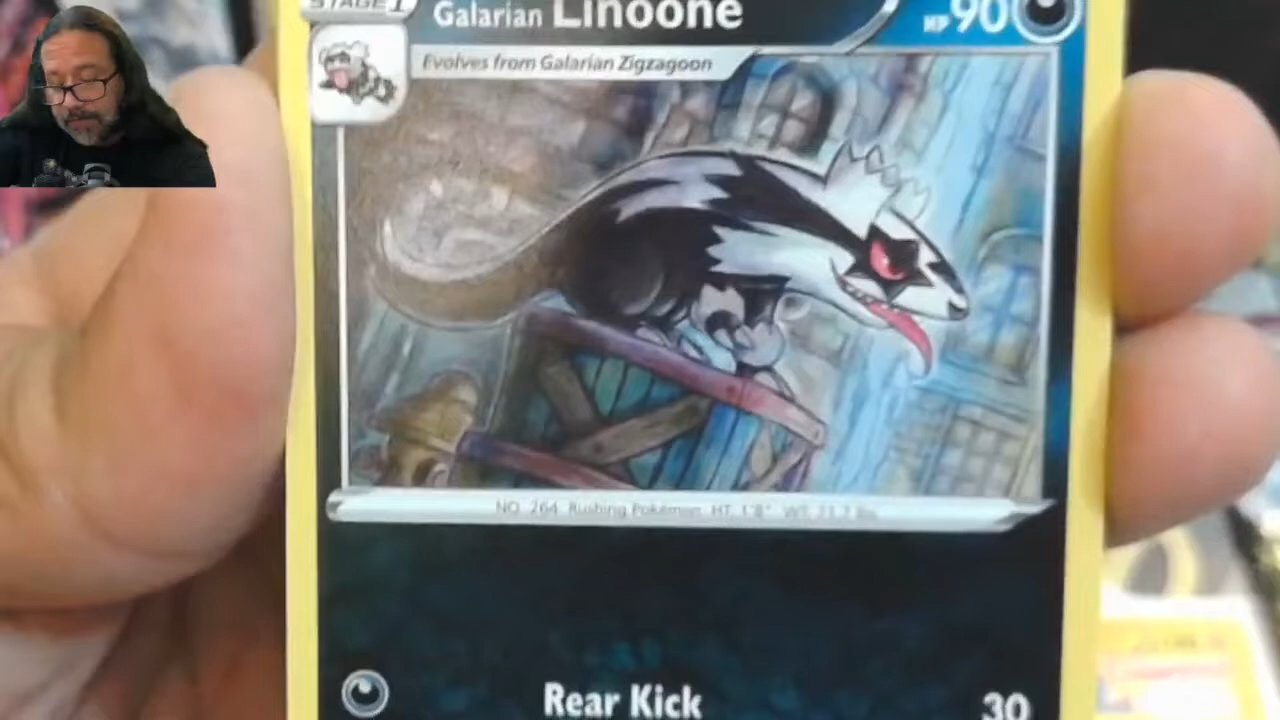 STAGE 1
Galarian Linoone HP 90
Evolves from Galarian Zigzagoon
NO. 264 Rushing Pokémon HT. 1'8" WT. 71.7 lbs
Rear Kick 30